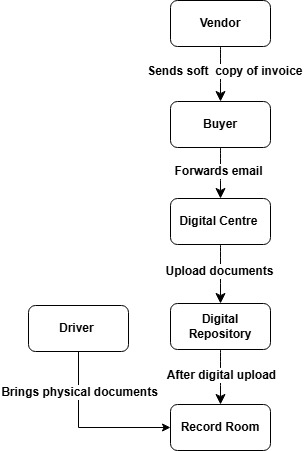 Vendor
Sends soft copy of invoice
Buyer
Forwards email
Digital Centre
Upload documents
Digital
Repository
Driver
After digital upload
Brings physical documents
Record Room